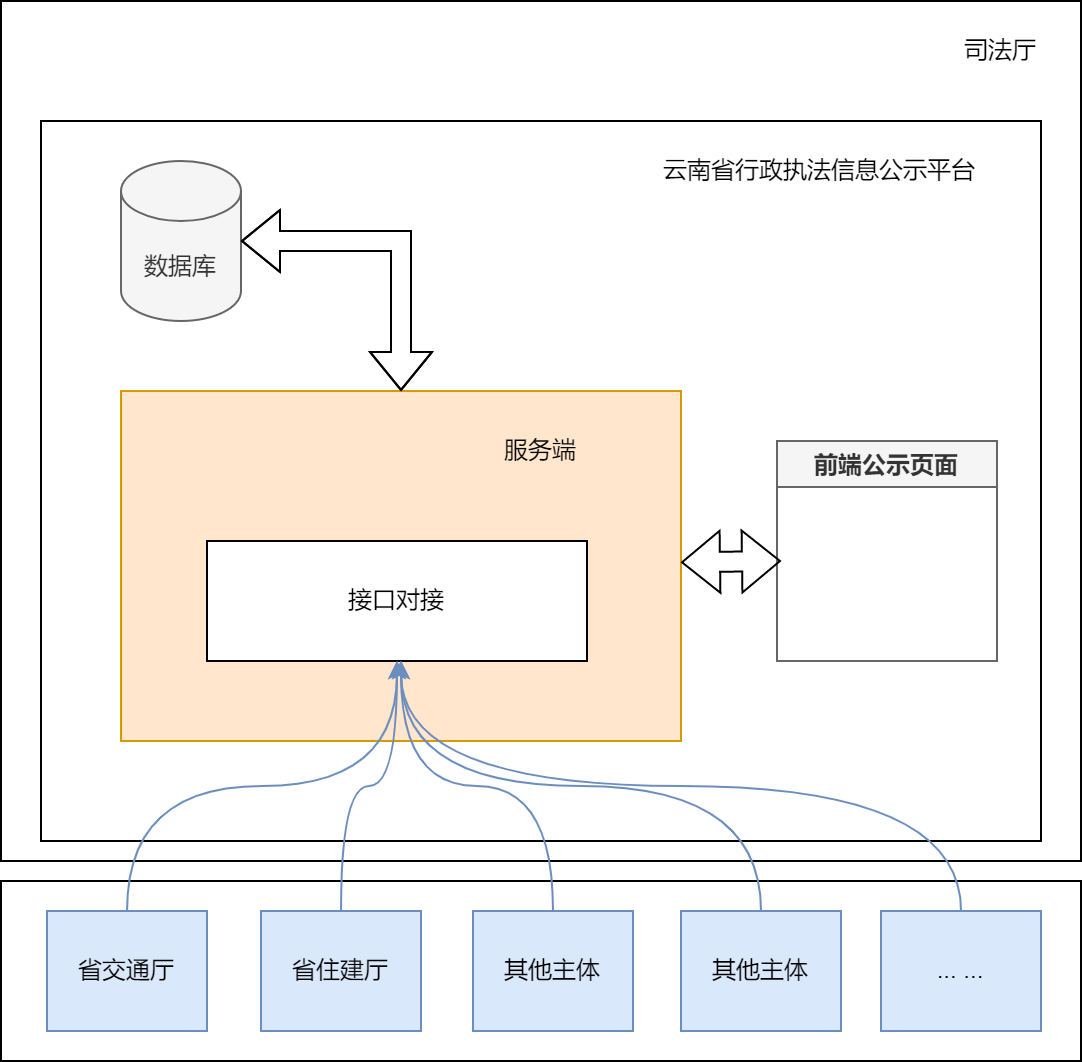 司法厅
云南省行政执法信息公示平台
数据库
服务端
前端公示页面
接口对接
省交通厅
省住建厅
其他主体
其他主体
... ...